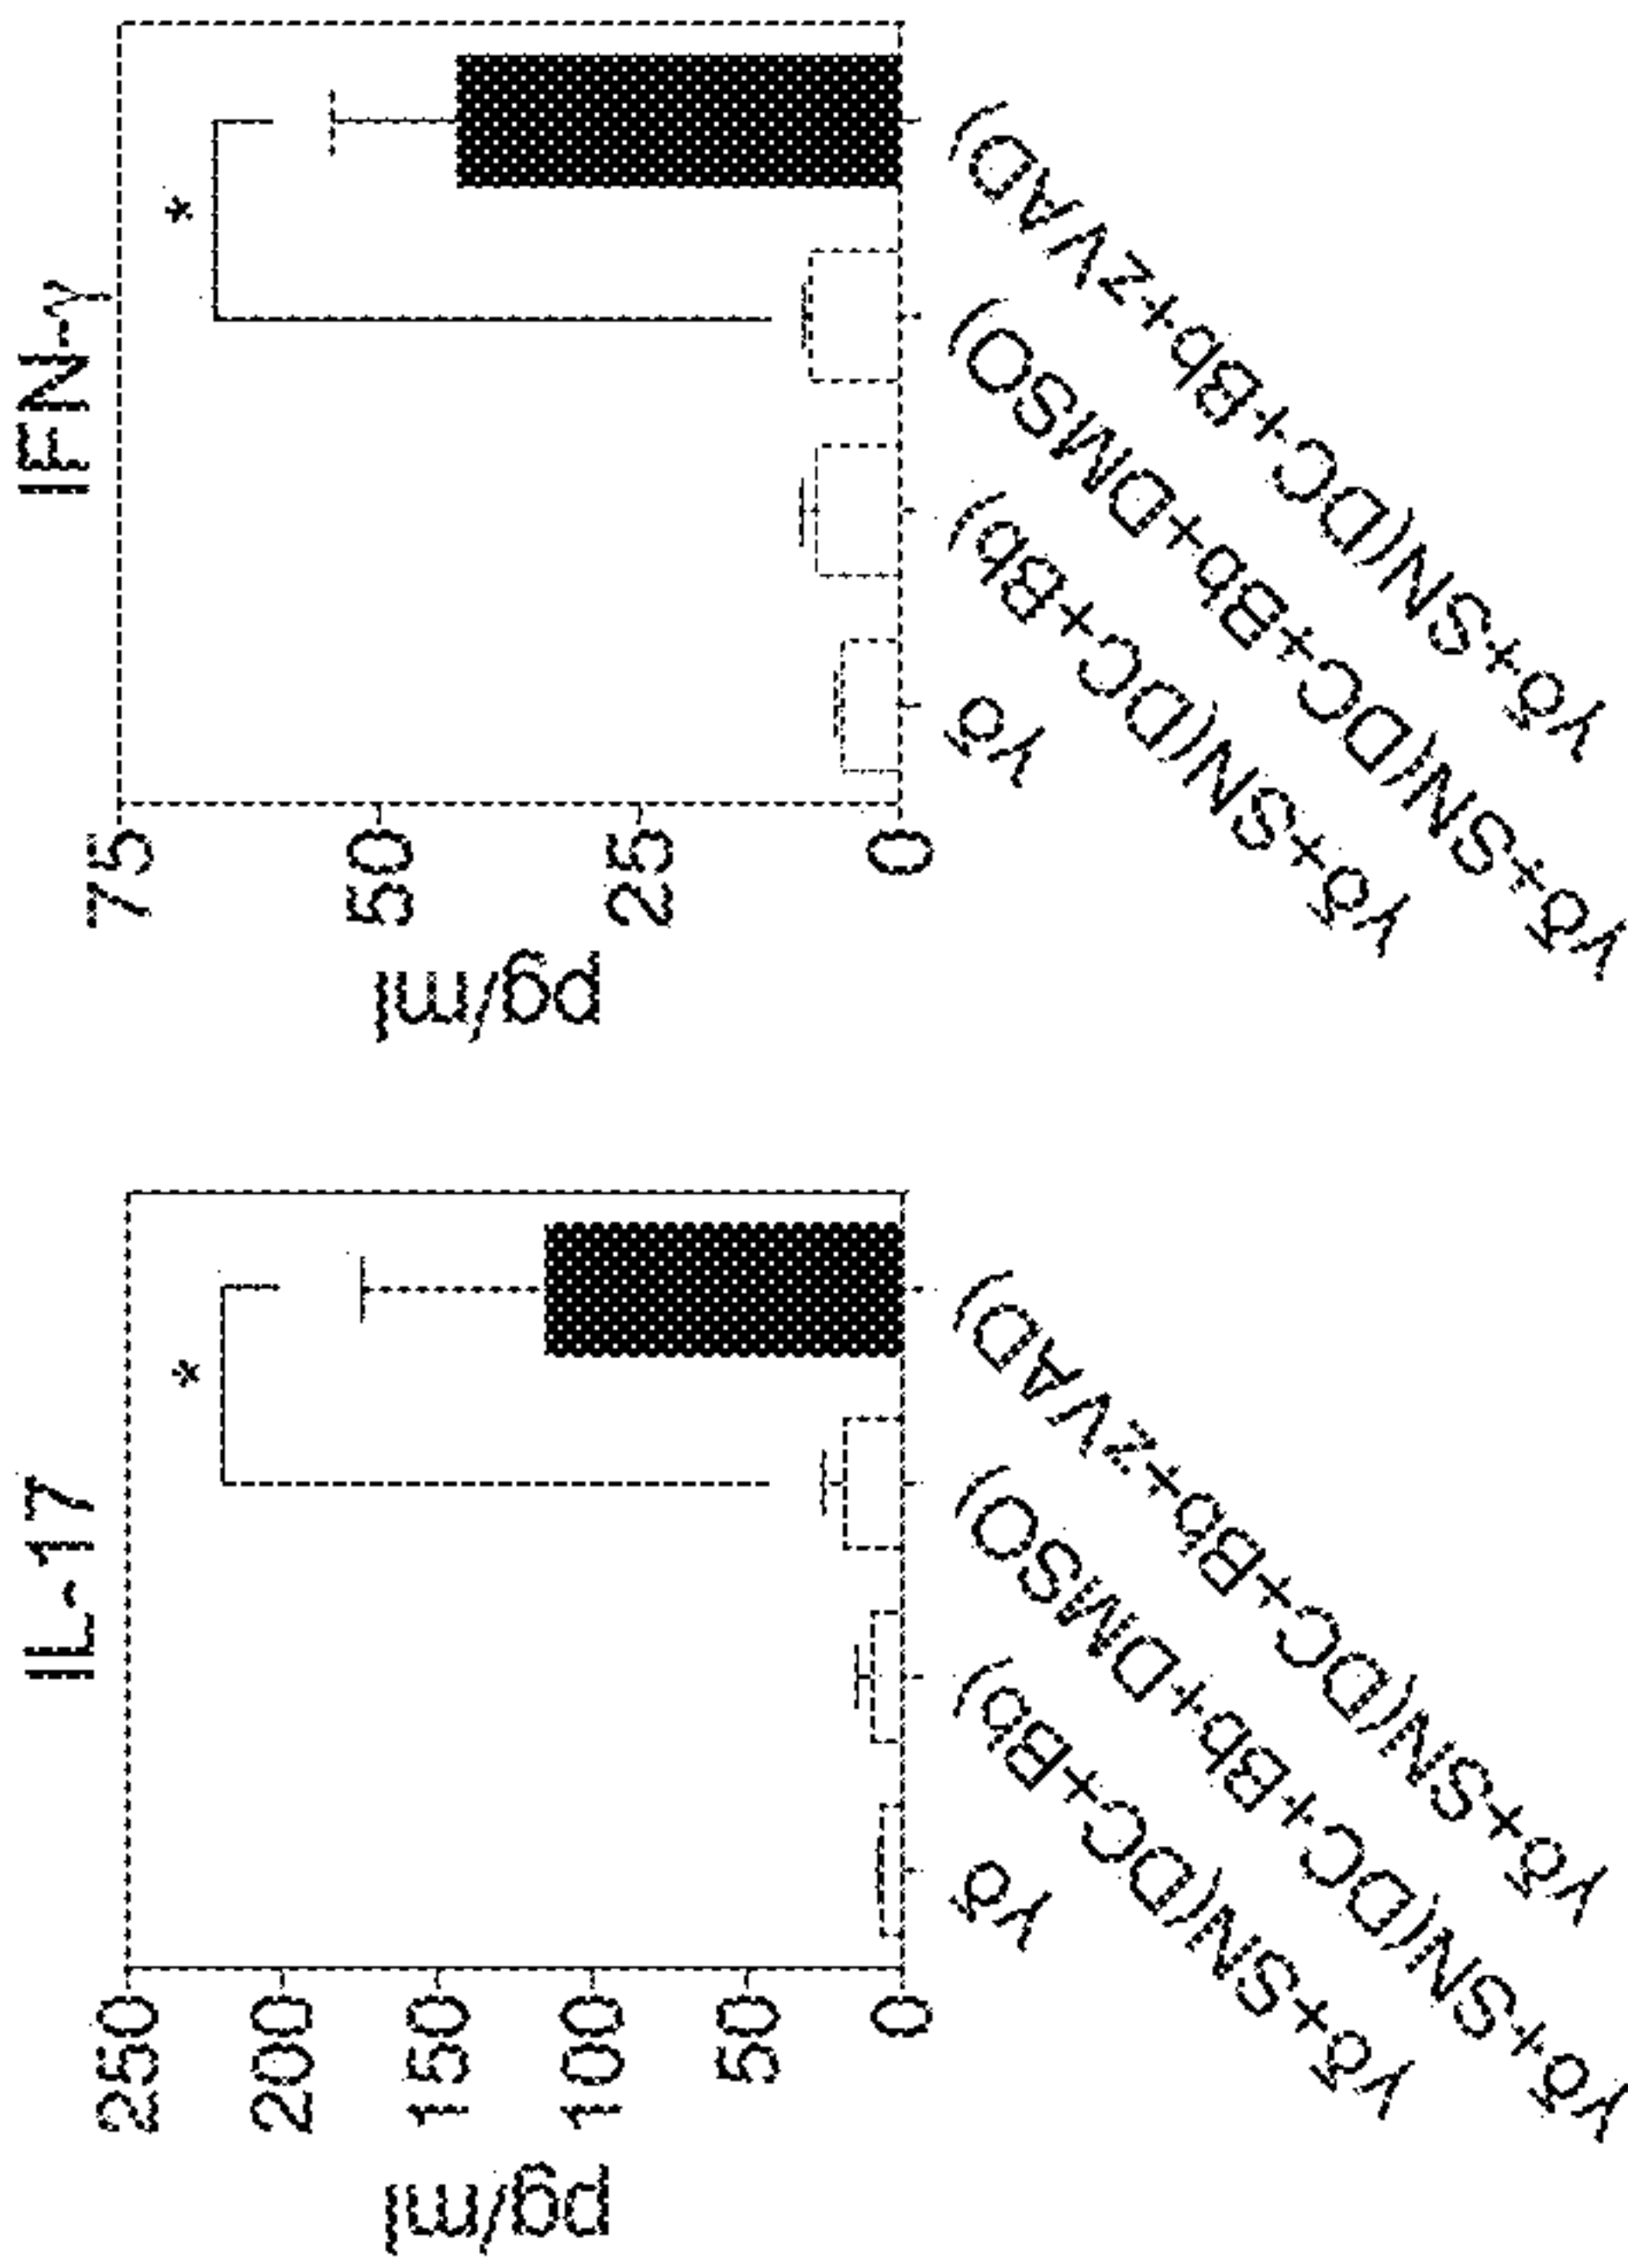 IL-17
pg/ml
250
200
150
100
50
0
γδ
γδ+SN(DC+Bb)
γδ+SN(DC+Bb+DMSO)
γδ+SN(DC+Bb+zVAD)
*
IFN-γ
pg/ml
75
50
25
0
γδ
γδ+SN(DC+Bb)
γδ+SN(DC+Bb+DMSO)
γδ+SN(DC+Bb+zVAD)
*